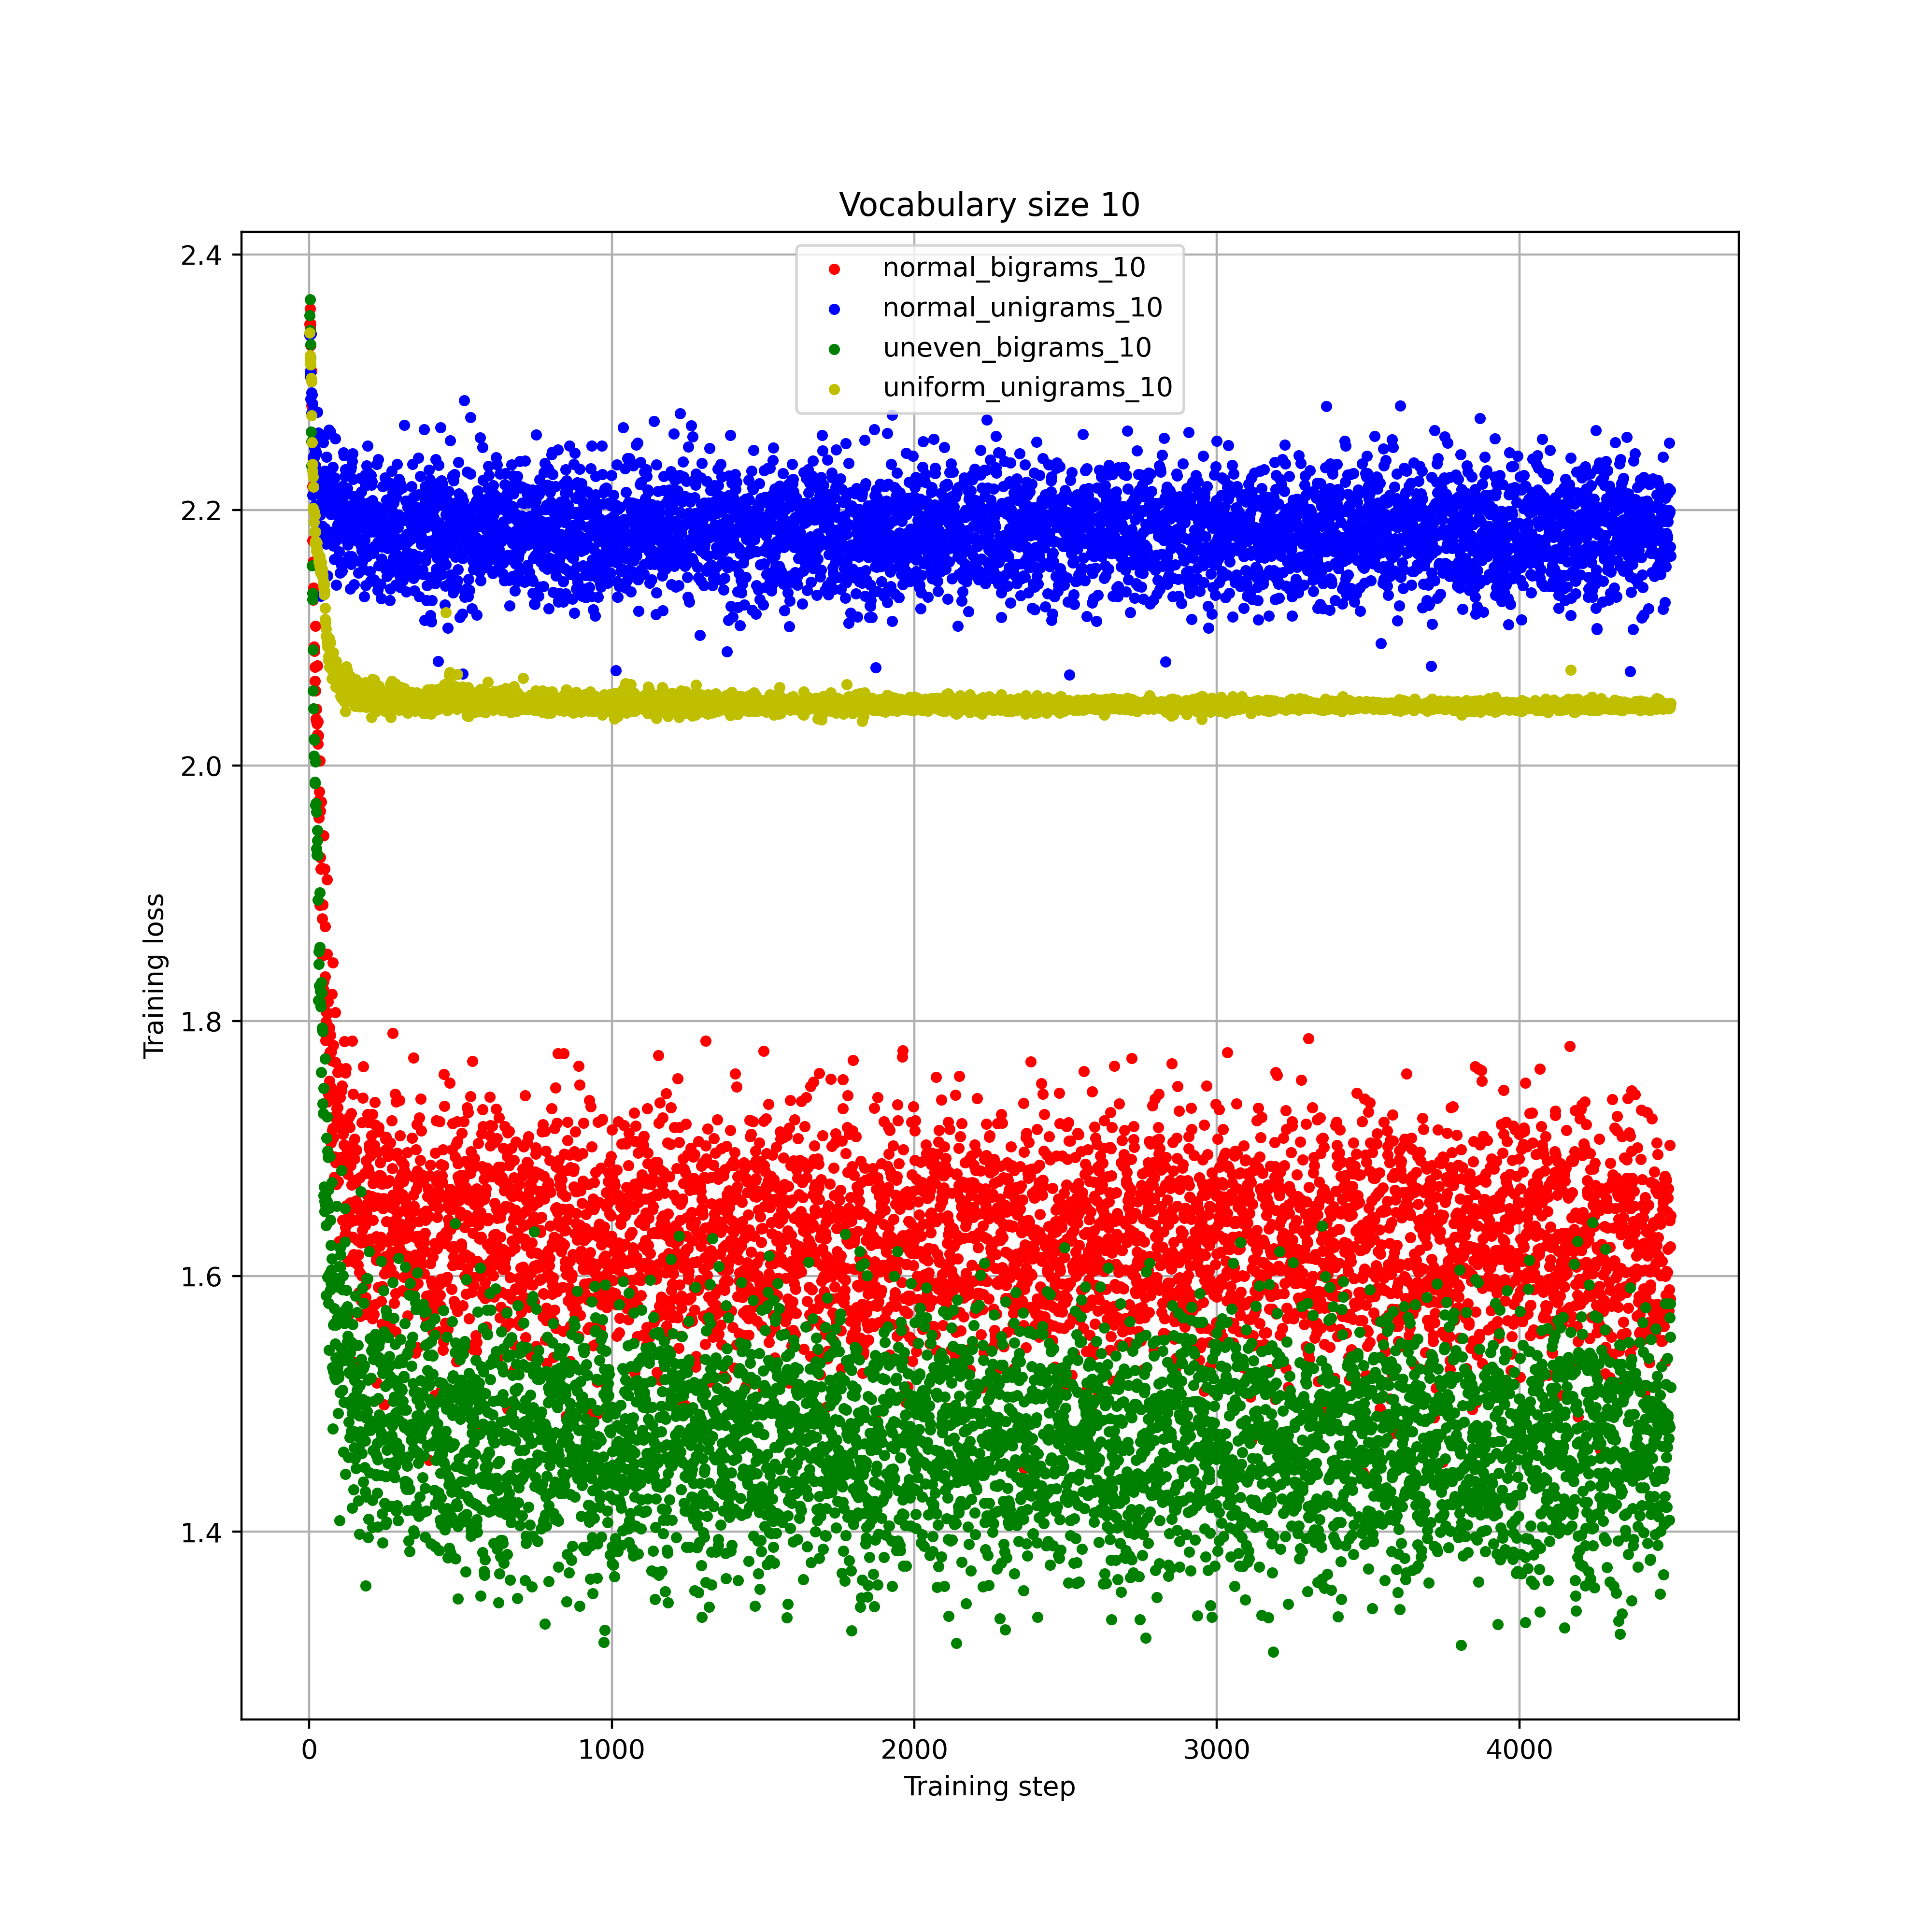 Vocabulary size 10
2.4
2.2
2.0
1.8
1.6
1.4
Training loss
normal_bigrams_10
normal_unigrams_10
uneven_bigrams_10
uniform_unigrams_10
0 1000 2000 3000 4000
Training step